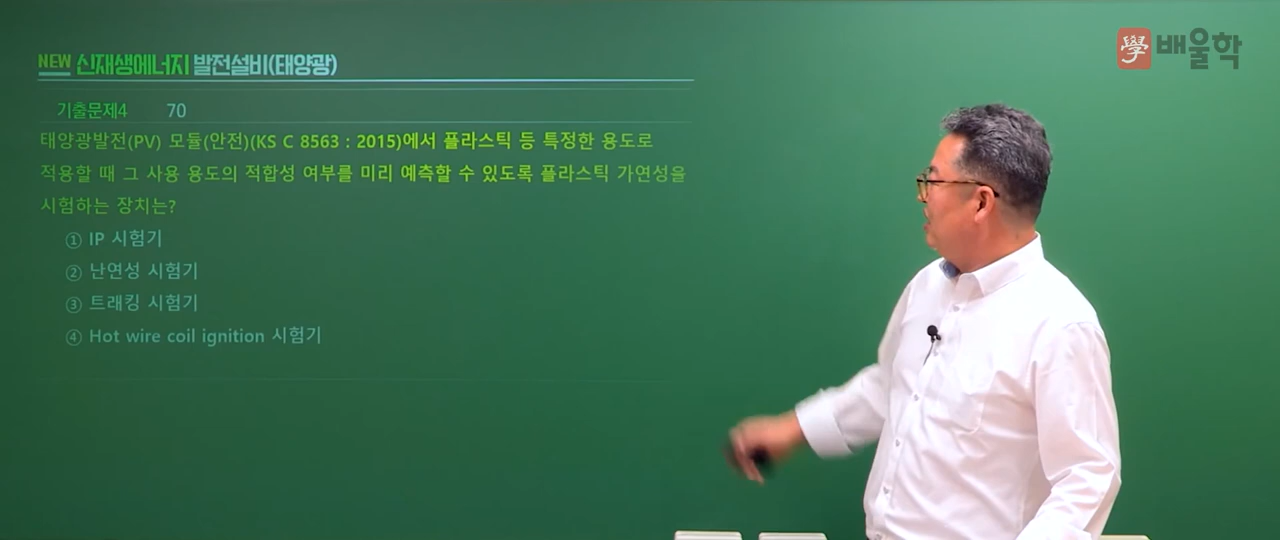 NEW 신재생에너지 발전설비(태양광)
學 배울학
기출문제4 70
태양광발전(PV) 모듈(안전)(KS C 8563 : 2015)에서 플라스틱 등 특정한 용도로
적용할 때 그 사용 용도의 적합성 여부를 미리 예측할 수 있도록 플라스틱 가연성을
시험하는 장치는?
① IP 시험기
② 난연성 시험기
③ 트래킹 시험기
④ Hot wire coil ignition 시험기